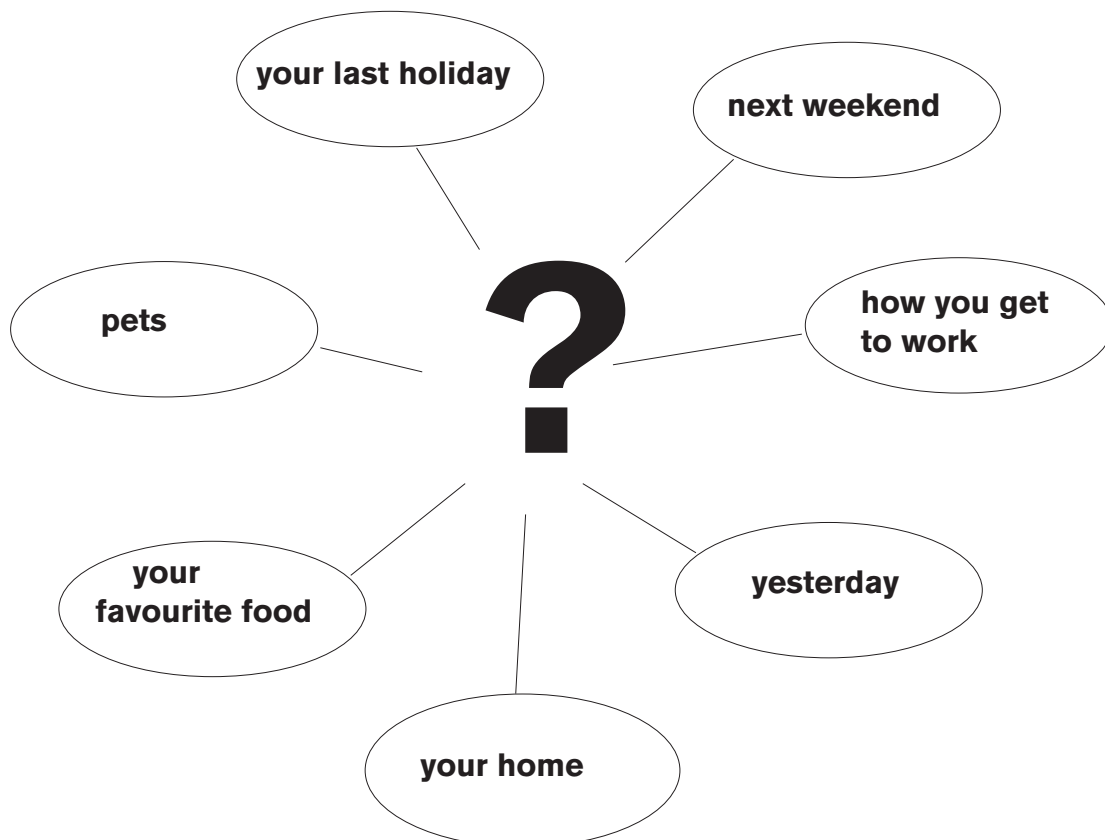 your last holiday
next weekend
pets
how you get
to work
?
your
favourite food
yesterday
your home